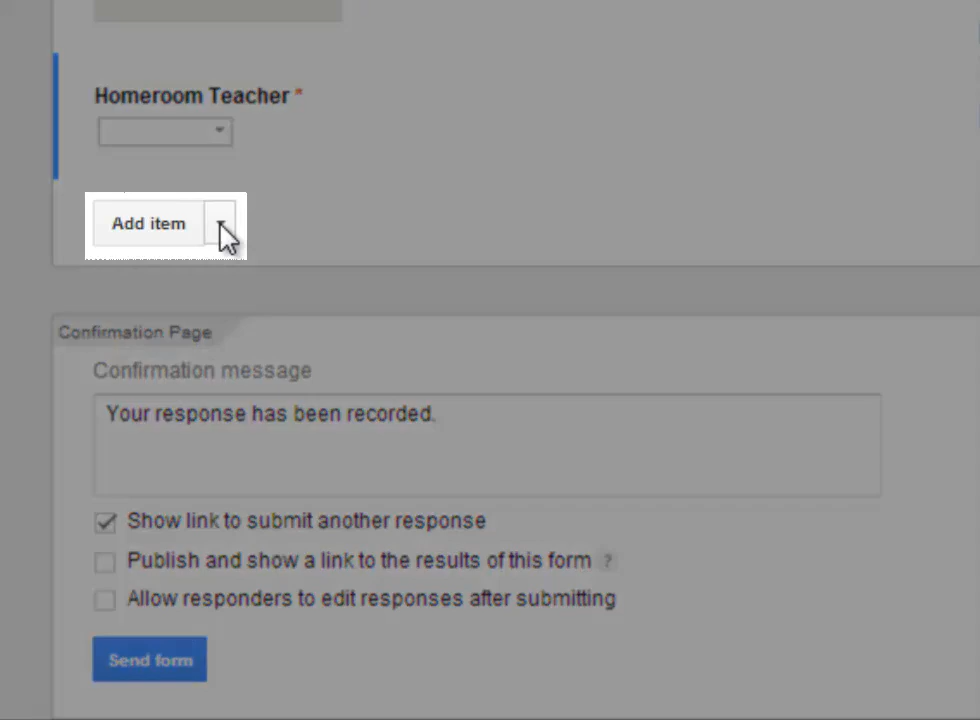 Homeroom Teacher *
Add item
Confirmation Page
Confirmation message
Your response has been recorded.
Show link to submit another response
Publish and show a link to the results of this form ?
Allow responders to edit responses after submitting
Send form